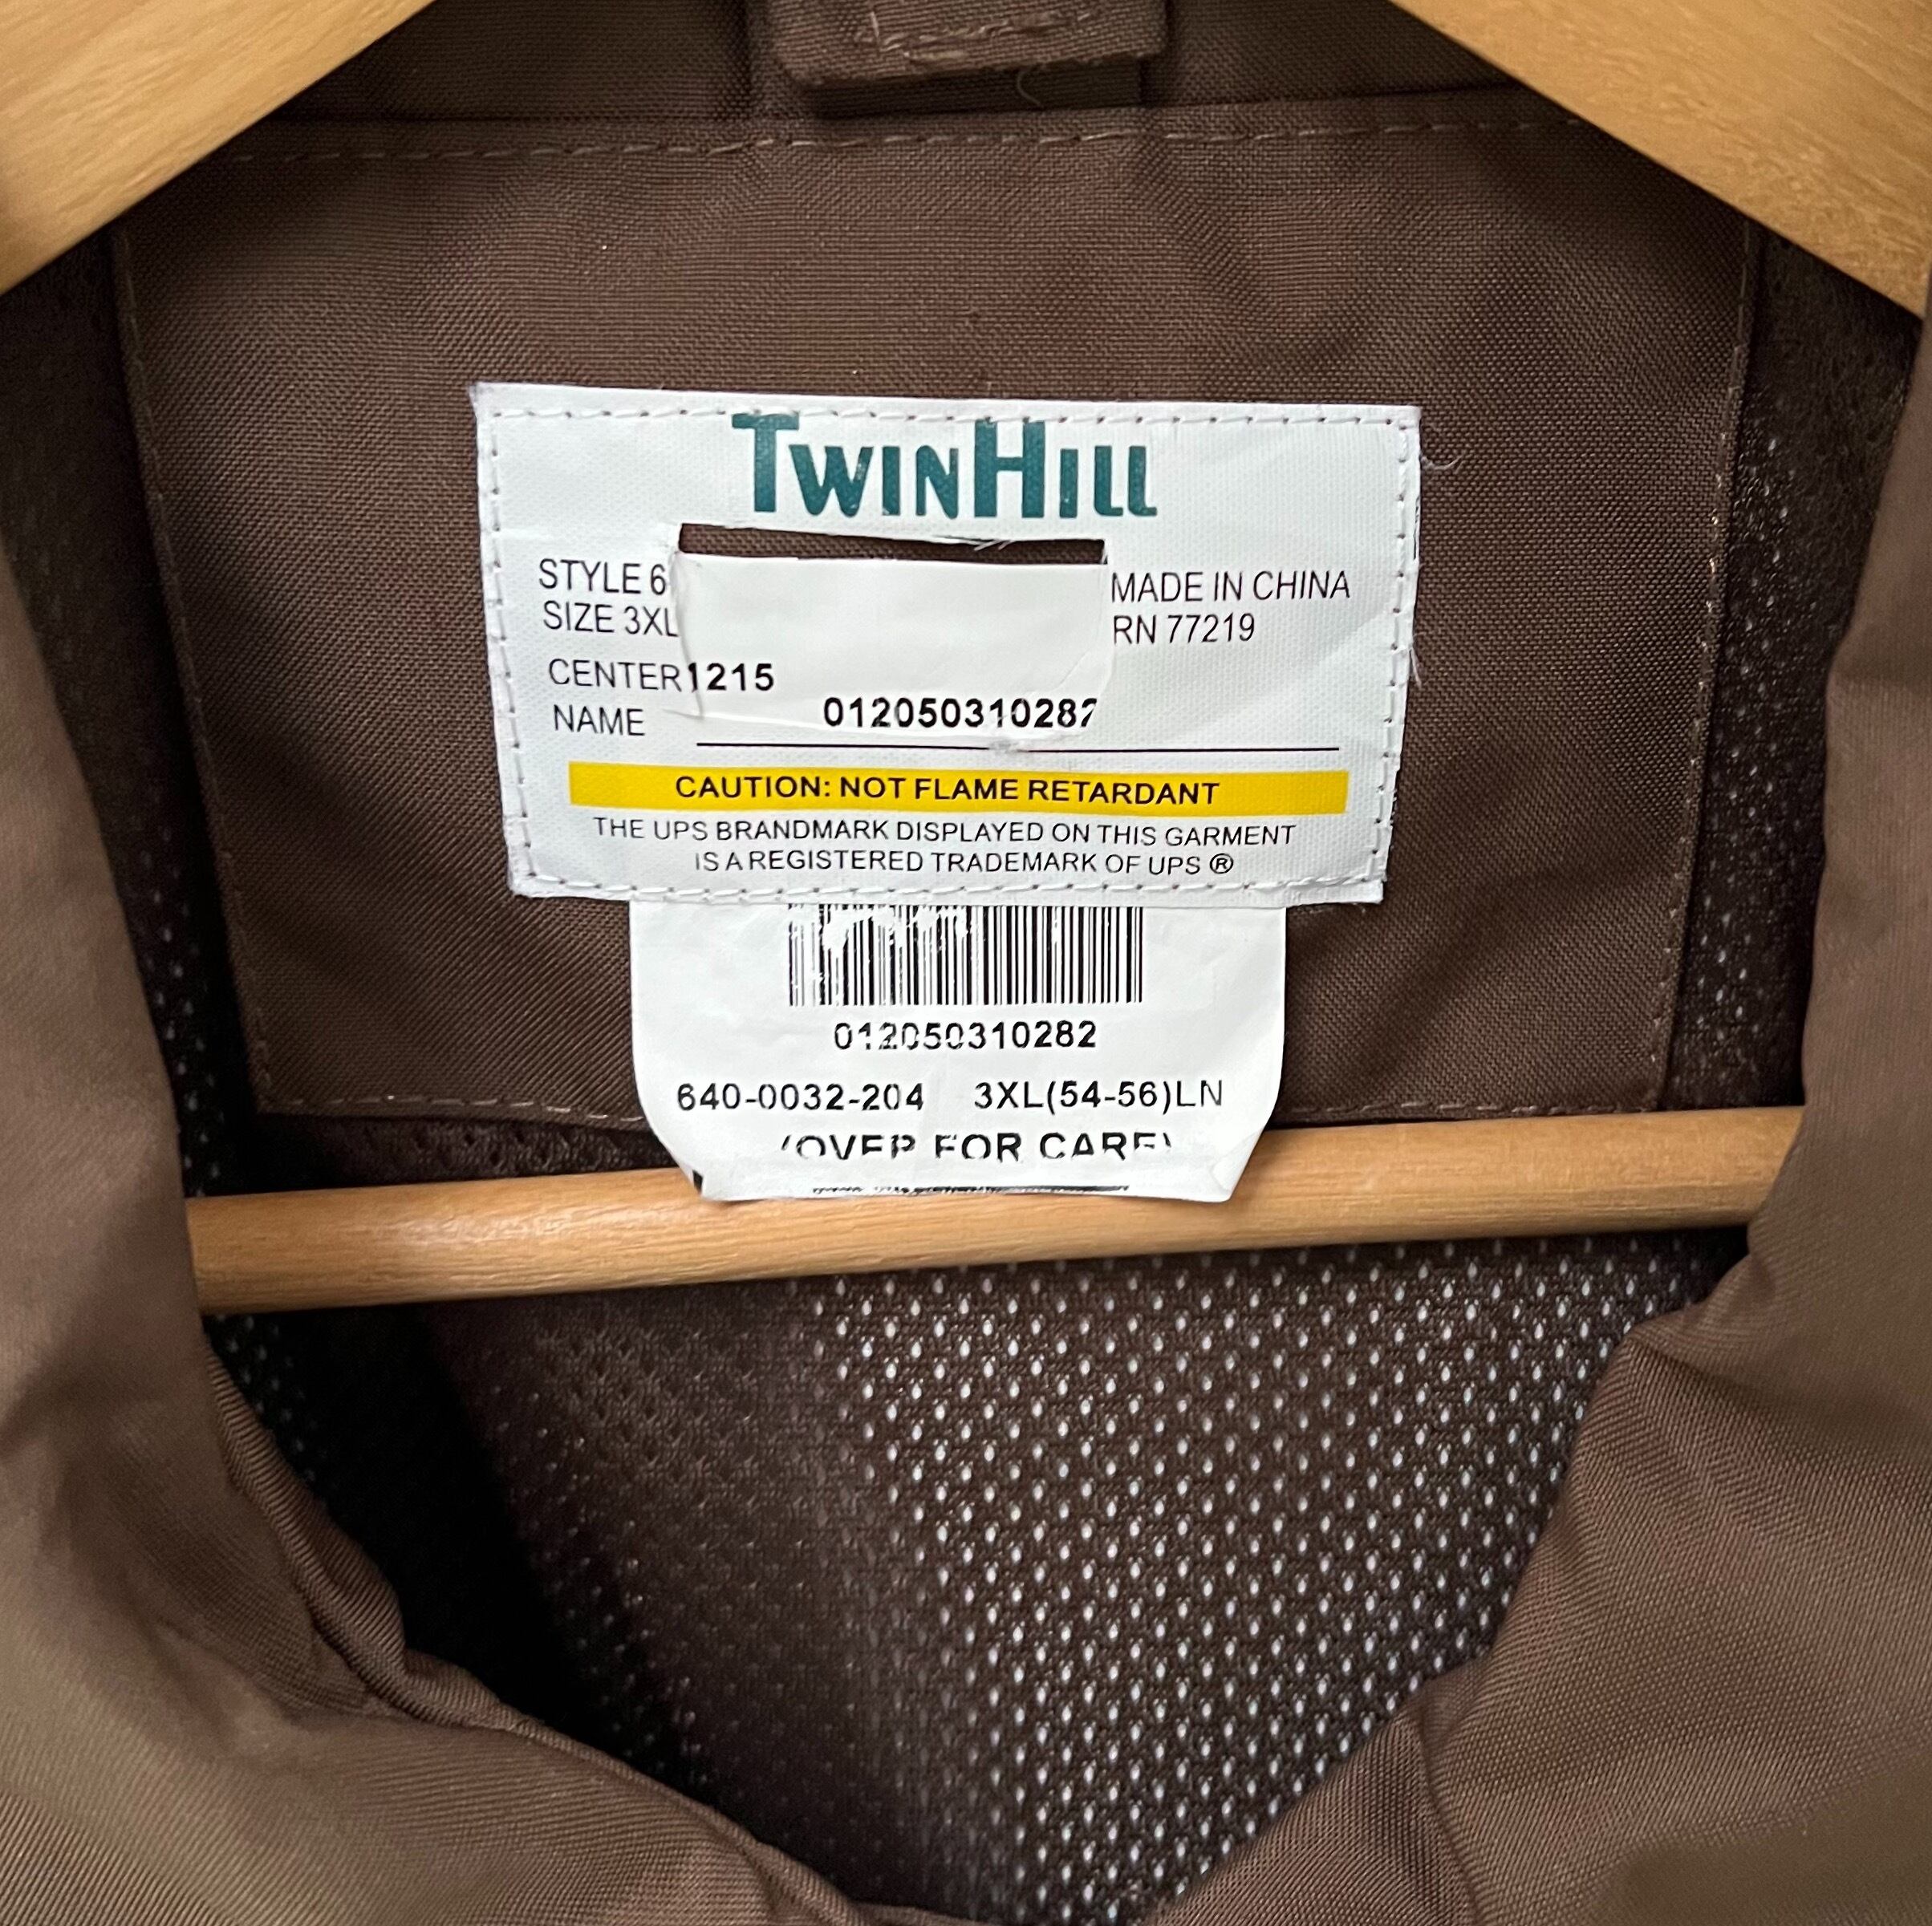 TWINHILL
STYLE 6 MADE IN CHINA
SIZE 3XL RN 77219
CENTER 1215
NAME 012050310282
CAUTION: NOT FLAME RETARDANT
THE UPS BRANDMARK DISPLAYED ON THIS GARMENT
IS A REGISTERED TRADEMARK OF UPS ®
012050310282
640-0032-204 3XL(54-56)LN
(OVER FOR CARE)